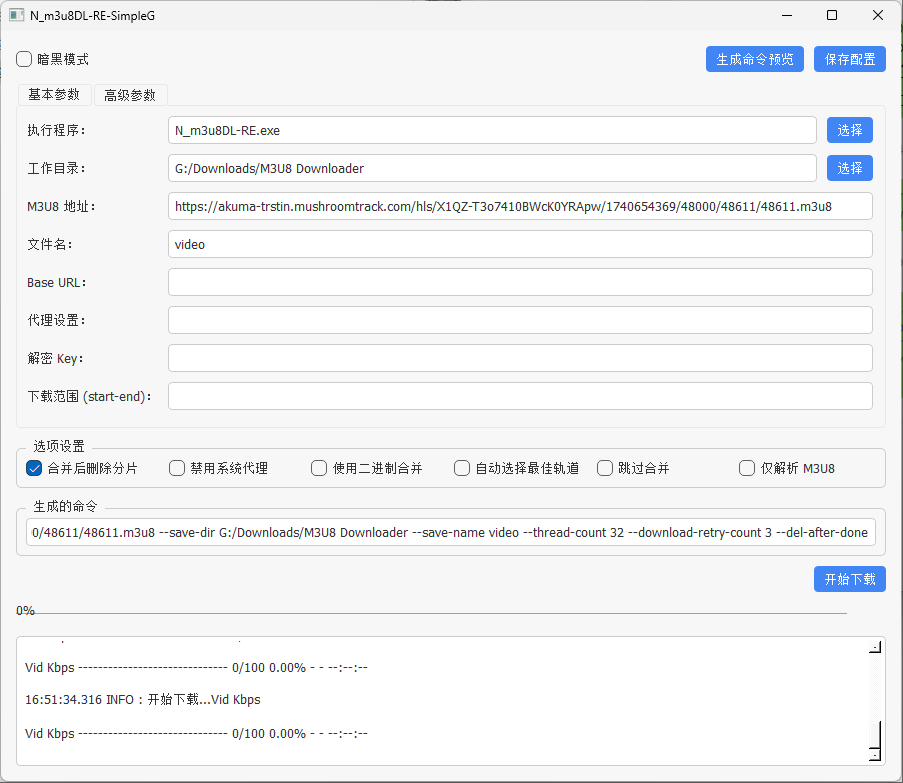 N_m3u8DL-RE-SimpleG
暗黑模式
生成命令预览
保存配置
基本参数
高级参数
执行程序:
N_m3u8DL-RE.exe
选择
工作目录:
G:/Downloads/M3U8 Downloader
选择
M3U8 地址:
https://akuma-trstin.mushroomtrack.com/hls/X1QZ-T3o7410BWcK0YRApw/1740654369/48000/48611/48611.m3u8
文件名:
video
Base URL:
代理设置:
解密 Key:
下载范围 (start-end):
选项设置
合并后删除分片
禁用系统代理
使用二进制合并
自动选择最佳轨道
跳过合并
仅解析 M3U8
生成的命令
0/48611/48611.m3u8 --save-dir G:/Downloads/M3U8 Downloader --save-name video --thread-count 32 --download-retry-count 3 --del-after-done
开始下载
0%
Vid Kbps ------------------------------ 0/100 0.00% - - --:--:--
16:51:34.316 INFO : 开始下载...Vid Kbps
Vid Kbps ------------------------------ 0/100 0.00% - - --:--:--